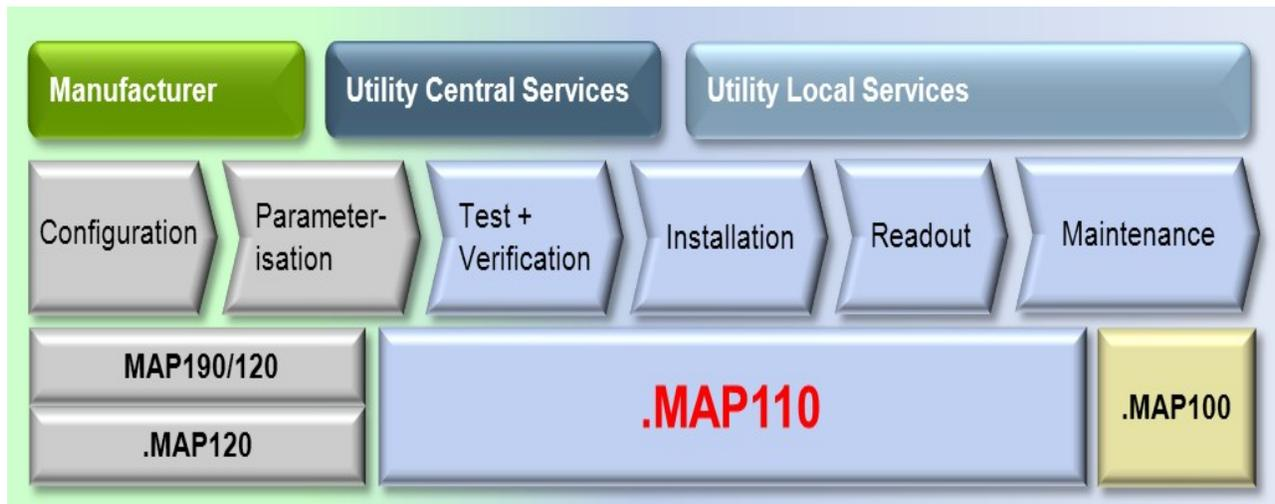 Manufacturer
Utility Central Services
Utility Local Services
Configuration
Parameter-
isation
Test +
Verification
Installation
Readout
Maintenance
MAP190/120
.MAP120
.MAP110
.MAP100